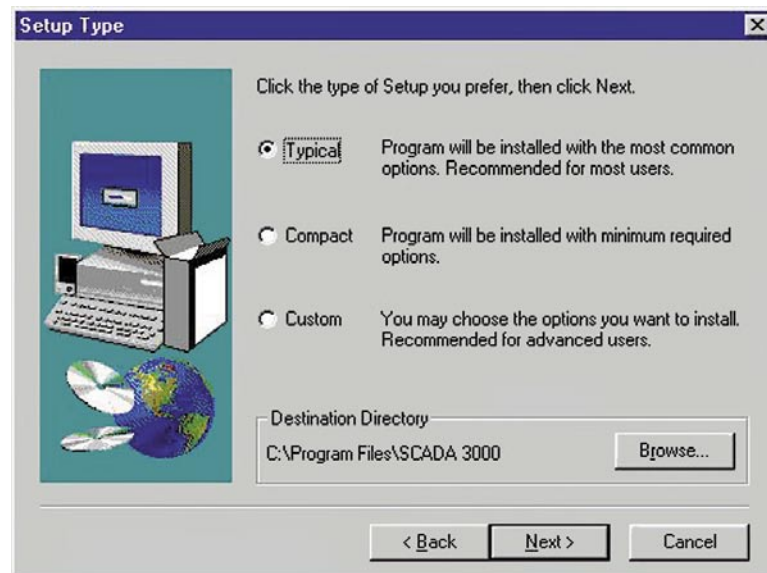 Setup Type
Click the type of Setup you prefer, then click Next.
Typical
Program will be installed with the most common
options. Recommended for most users.
Compact
Program will be installed with minimum required
options.
Custom
You may choose the options you want to install.
Recommended for advanced users.
Destination Directory
C:\Program Files\SCADA 3000
Browse...
< Back
Next >
Cancel